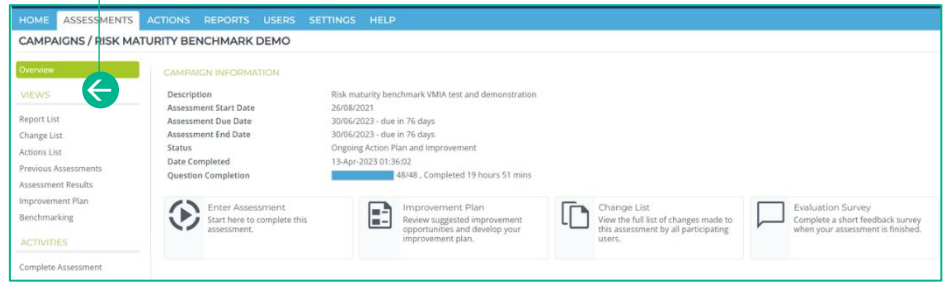 HOME ASSESSMENTS ACTIONS REPORTS USERS SETTINGS HELP
CAMPAIGNS / RISK MATURITY BENCHMARK DEMO
Overview
VIEWS
Report List
Change List
Actions List
Previous Assessments
Assessment Results
Improvement Plan
Benchmarking
ACTIVITIES
Complete Assessment
CAMPAIGN INFORMATION
Description Risk maturity benchmark VMIA test and demonstration
Assessment Start Date 26/08/2021
Assessment Due Date 30/06/2023 - due in 76 days
Assessment End Date 30/06/2023 - due in 76 days
Status Ongoing Action Plan and Improvement
Date Completed 13-Apr-2023 01:36:02
Question Completion 48/48 , Completed 19 hours 51 mins
Enter Assessment
Start here to complete this
assessment.
Improvement Plan
Review suggested improvement
opportunities and develop your
improvement plan.
Change List
View the full list of changes made to
this assessment by all participating
users.
Evaluation Survey
Complete a short feedback survey
when your assessment is finished.